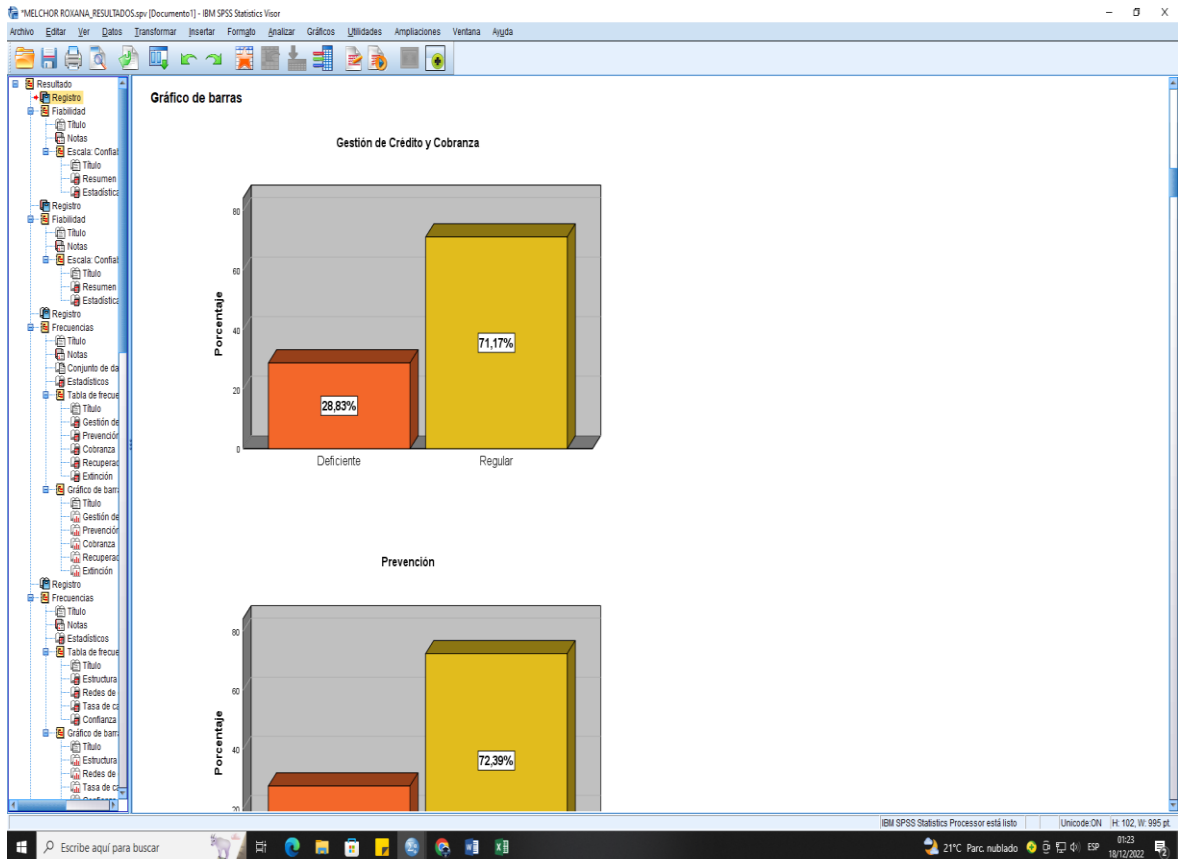 *MELCHOR ROXANA_RESULTADOS.spv [Documento1] - IBM SPSS Statistics Visor
Archivo Editar Ver Datos Transformar Insertar Formato Analizar Gráficos Utilidades Ampliaciones Ventana Ayuda
Resultado
Registro
Fiabilidad
Título
Notas
Escala: Confial
Título
Resumen
Estadística
Registro
Fiabilidad
Título
Notas
Escala: Confial
Título
Resumen
Estadística
Registro
Frecuencias
Título
Notas
Conjunto de da
Estadísticos
Tabla de frecue
Título
Gestión de
Prevención
Cobranza
Recuperac
Extinción
Gráfico de barra
Título
Gestión de
Prevención
Cobranza
Recuperac
Extinción
Registro
Frecuencias
Título
Notas
Estadísticos
Tabla de frecue
Título
Estructura
Redes de
Tasa de ca
Confianza
Gráfico de barra
Título
Estructura
Redes de
Tasa de ca
Gráfico de barras
Gestión de Crédito y Cobranza
Porcentaje
80
60
40
20
0
28,83%
71,17%
Deficiente Regular
Prevención
Porcentaje
80
60
40
20
72,39%
IBM SPSS Statistics Processor está listo Unicode:ON H: 102, W: 995 pt.
Escribe aquí para buscar
21°C Parc. nublado ESP 01:23
18/12/2022